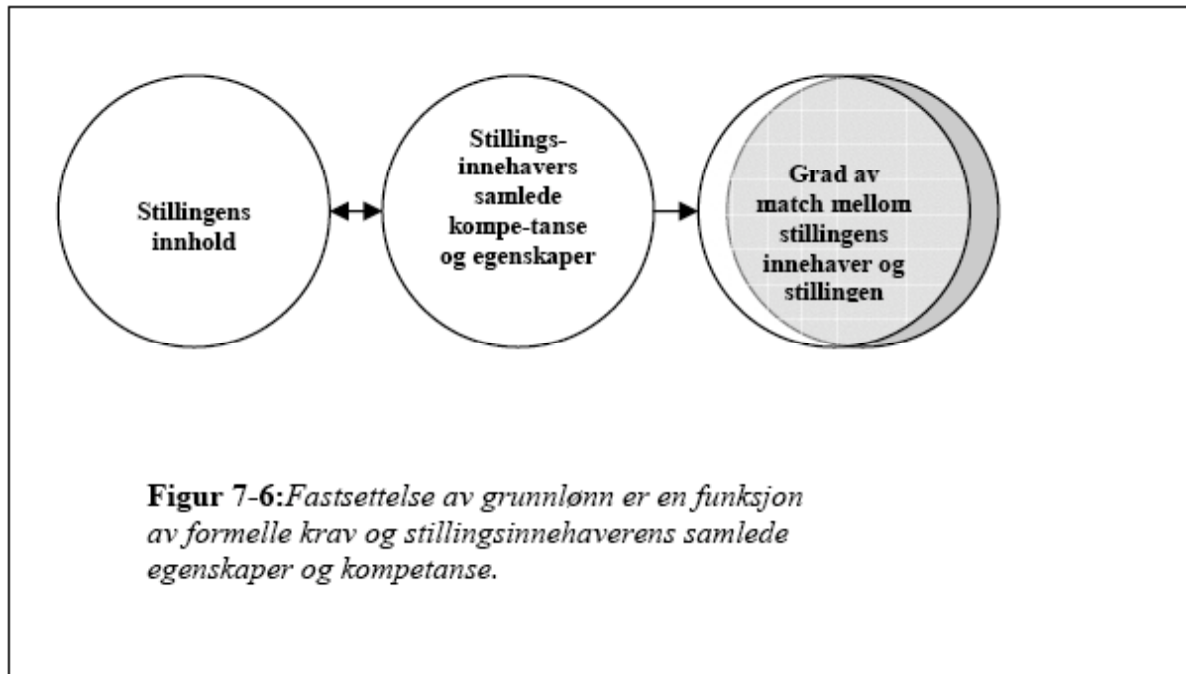 Stillingens
innhold
Stillings-
innehavers
samlede
kompe-tanse
og egenskaper
Grad av
match mellom
stillingens
innehaver og
stillingen
Figur 7-6:Fastsettelse av grunnlønn er en funksjon
av formelle krav og stillingsinnehaverens samlede
egenskaper og kompetanse.